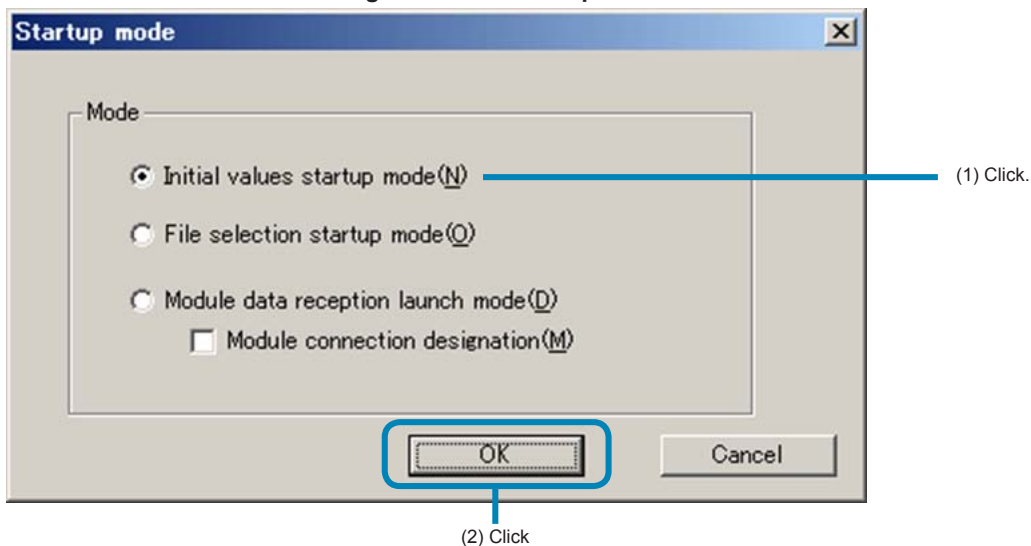 Startup mode
Mode
Initial values startup mode(N)
(1) Click.
File selection startup mode(O)
Module data reception launch mode(D)
Module connection designation(M)
OK
Cancel
(2) Click